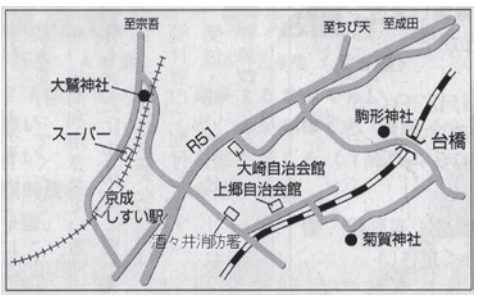 至宗吾
至ちび天
至成田
大鷲神社
駒形神社
台橋
スーパー
R51
大崎自治会館
上郷自治会館
京成
しすい駅
酒々井消防署
菊賀神社